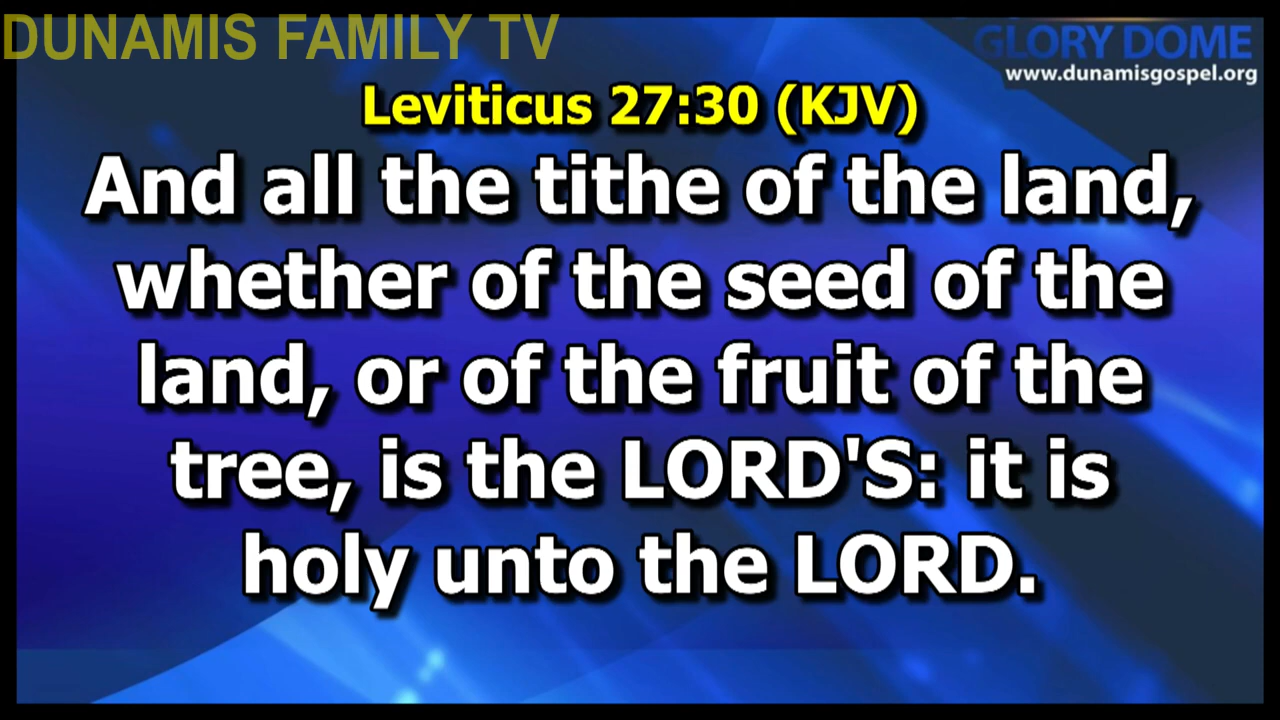 DUNAMIS FAMILY TV
GLORY DOME
www.dunamisgospel.org
Leviticus 27:30 (KJV)
And all the tithe of the land,
whether of the seed of the
land, or of the fruit of the
tree, is the LORD'S: it is
holy unto the LORD.